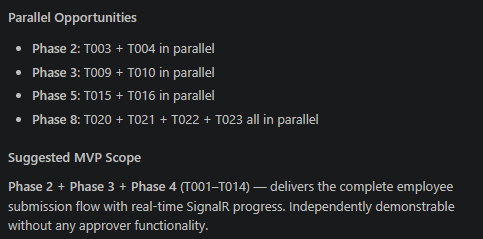 Parallel Opportunities
• Phase 2: T003 + T004 in parallel
• Phase 3: T009 + T010 in parallel
• Phase 5: T015 + T016 in parallel
• Phase 8: T020 + T021 + T022 + T023 all in parallel
Suggested MVP Scope
Phase 2 + Phase 3 + Phase 4 (T001–T014) — delivers the complete employee
submission flow with real-time SignalR progress. Independently demonstrable
without any approver functionality.